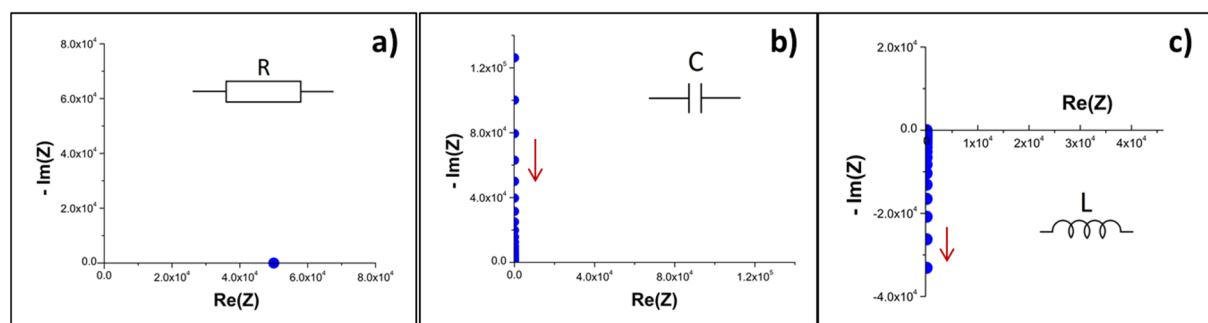 a)
R
- Im(Z)
8.0x10⁴
6.0x10⁴
4.0x10⁴
2.0x10⁴
0.0
0.0 2.0x10⁴ 4.0x10⁴ 6.0x10⁴ 8.0x10⁴
Re(Z)
b)
C
- Im(Z)
1.2x10⁵
8.0x10⁴
4.0x10⁴
0.0
0.0 4.0x10⁴ 8.0x10⁴ 1.2x10⁵
Re(Z)
c)
2.0x10⁴
Re(Z)
0.0
0 1x10⁴ 2x10⁴ 3x10⁴ 4x10⁴
- Im(Z)
-2.0x10⁴
L
-4.0x10⁴